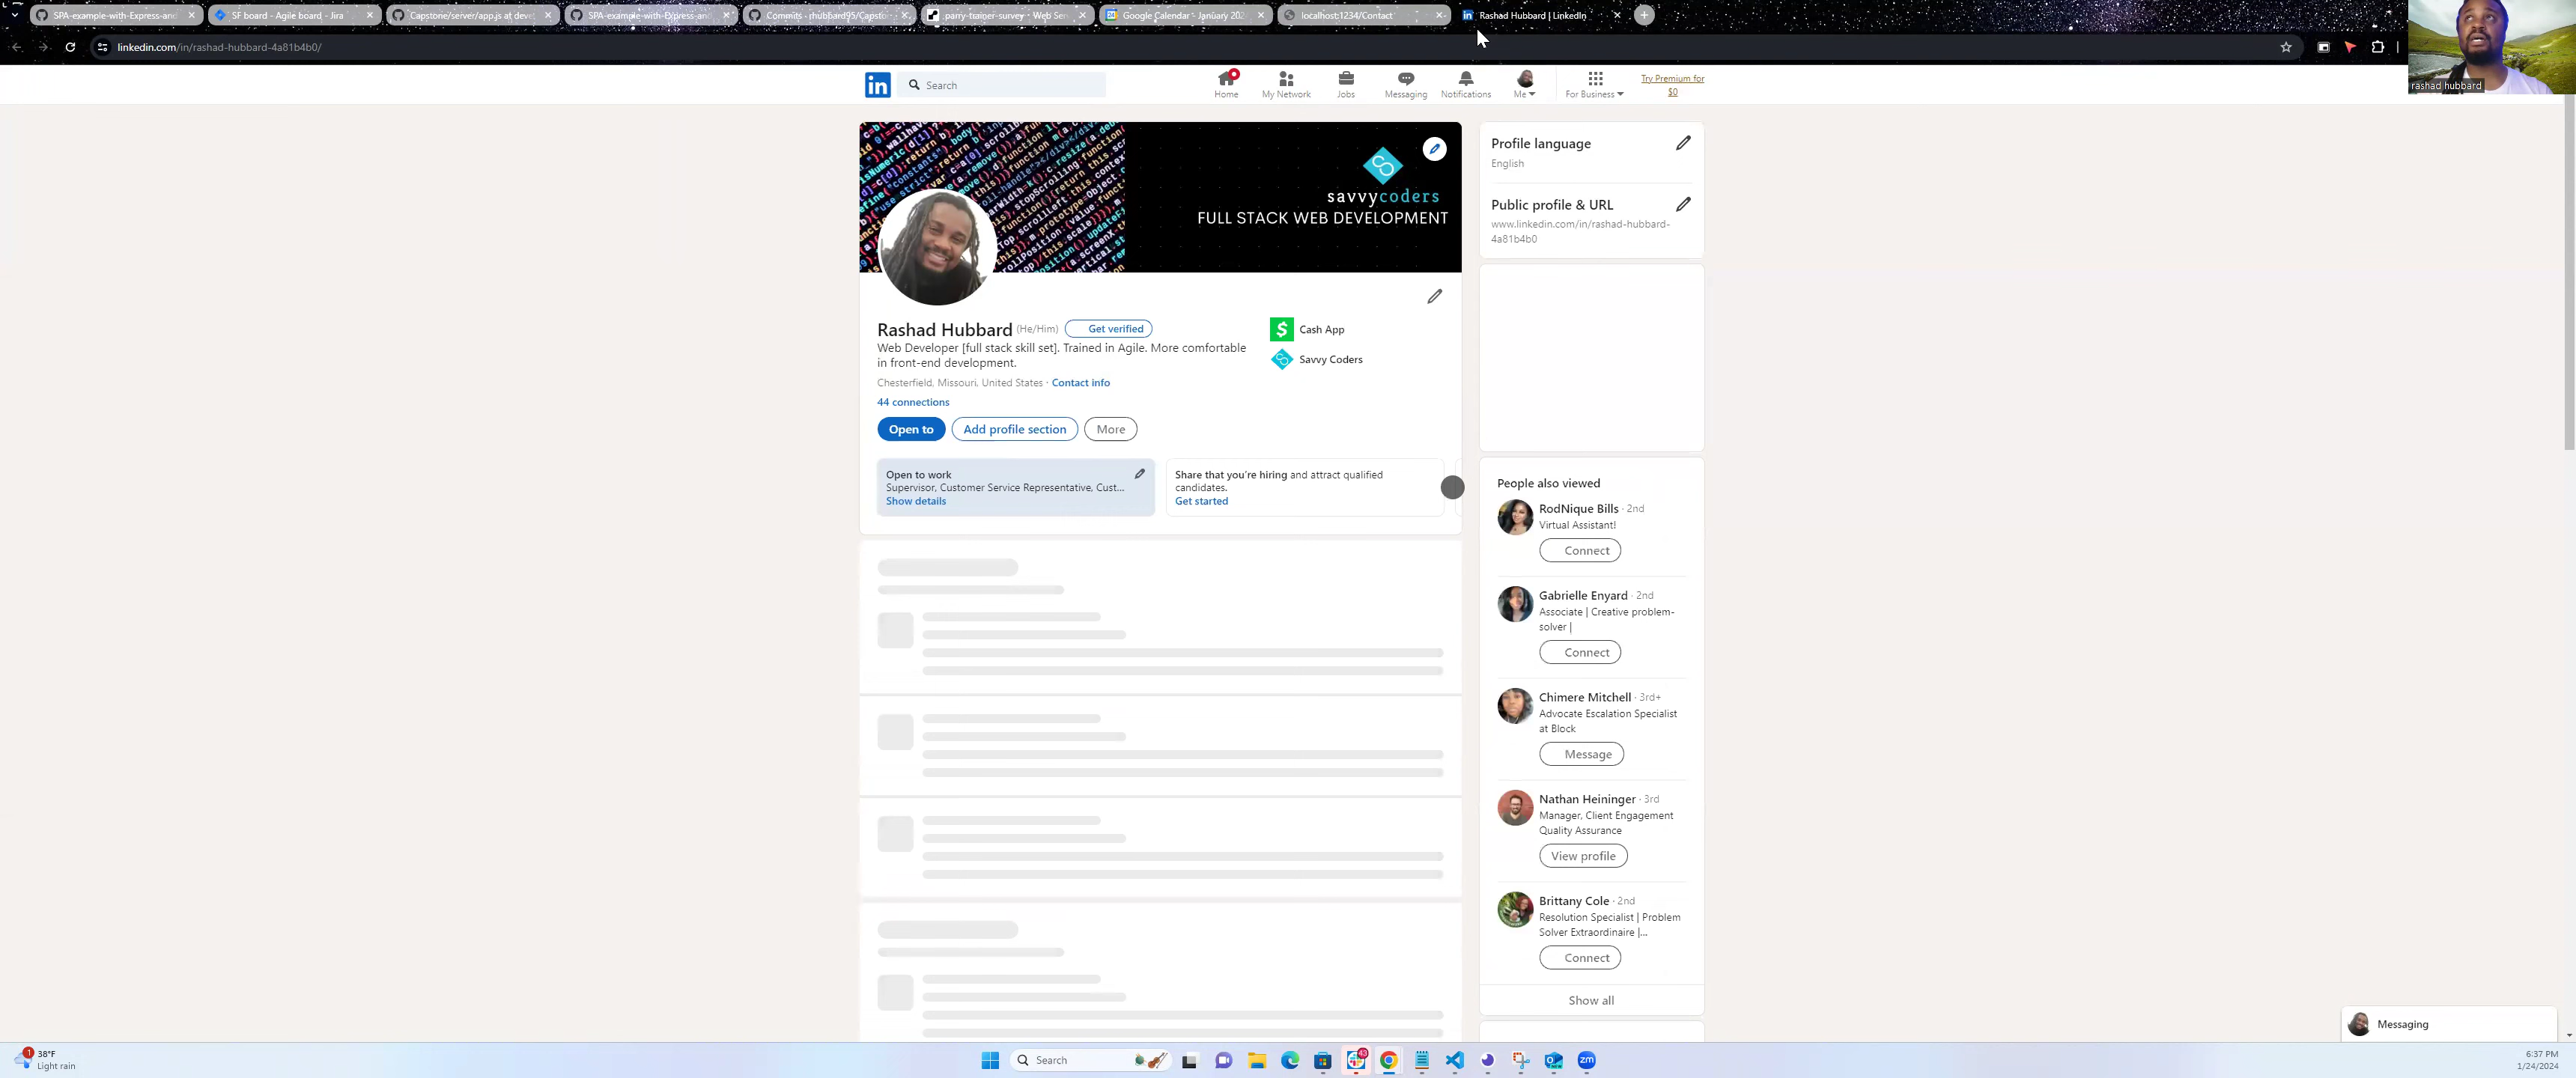 SPA-example-with-Express-and
SF board - Agile board - Jira
Capstone/server/app.js at deve
SPA-example-with-Express-and
Commits · rhubbard95/Capsto
parry-trainer-survey · Web Ser
Google Calendar - January 202
localhost:1234/Contact
Rashad Hubbard | LinkedIn
linkedin.com/in/rashad-hubbard-4a81b4b0/
rashad hubbard
Search
Home
My Network
Jobs
Messaging
Notifications
Me
For Business
Try Premium for
$0
savvycoders
FULL STACK WEB DEVELOPMENT
Rashad Hubbard (He/Him) Get verified
Web Developer [full stack skill set]. Trained in Agile. More comfortable
in front-end development.
Chesterfield, Missouri, United States · Contact info
44 connections
Cash App
Savvy Coders
Open to
Add profile section
More
Open to work
Supervisor, Customer Service Representative, Cust...
Show details
Share that you're hiring and attract qualified
candidates.
Get started
Profile language
English
Public profile & URL
www.linkedin.com/in/rashad-hubbard-
4a81b4b0
People also viewed
RodNique Bills · 2nd
Virtual Assistant!
Connect
Gabrielle Enyard · 2nd
Associate | Creative problem-
solver |
Connect
Chimere Mitchell · 3rd+
Advocate Escalation Specialist
at Block
Message
Nathan Heininger · 3rd
Manager, Client Engagement
Quality Assurance
View profile
Brittany Cole · 2nd
Resolution Specialist | Problem
Solver Extraordinaire |...
Connect
Show all
Messaging
1
38°F
Light rain
Search
43
zm
6:37 PM
1/24/2024